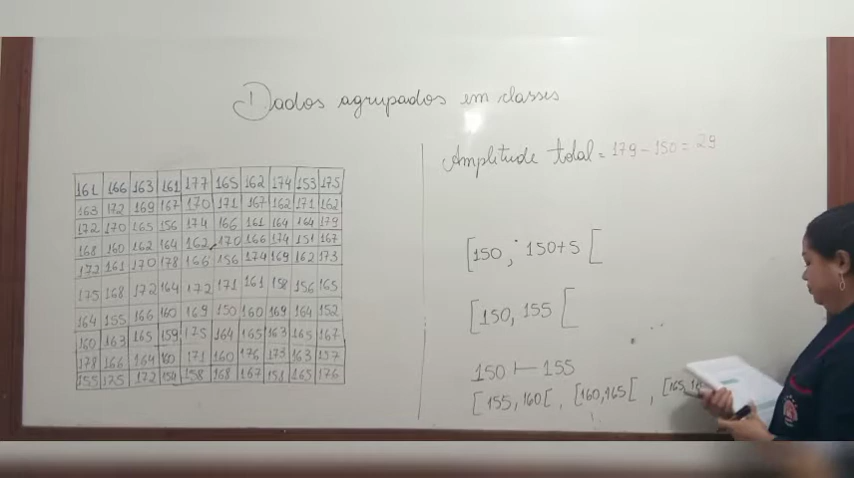 Dados agrupados em classes
Amplitude total = 179 - 150 = 29
161 166 163 161 177 165 162 174 153 175
163 172 169 167 170 171 167 162 171 162
172 170 165 156 174 166 161 164 164 179
168 160 162 164 162 170 166 174 151 167
172 161 170 178 166 156 174 169 162 173
175 168 172 164 172 171 161 158 156 165
164 155 166 160 169 150 160 169 164 152
160 163 165 159 175 164 165 163 165 167
178 166 164 160 171 160 176 173 163 157
155 175 172 154 158 168 167 151 165 176
[150, 150+5[
[150, 155[
150 ⊢ 155
[155, 160[, [160, 165[, [165,